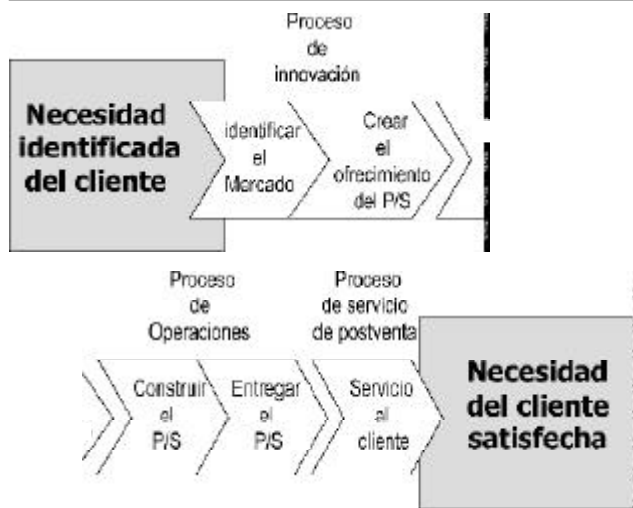 Proceso
de
innovación
Necesidad
identificada
del cliente
identificar
el
Mercado
Crear
el
ofrecimiento
del P/S
Proceso
de
Operaciones
Proceso
de servicio
de postventa
Construir
el
P/S
Entregar
el
P/S
Servicio
al
cliente
Necesidad
del cliente
satisfecha